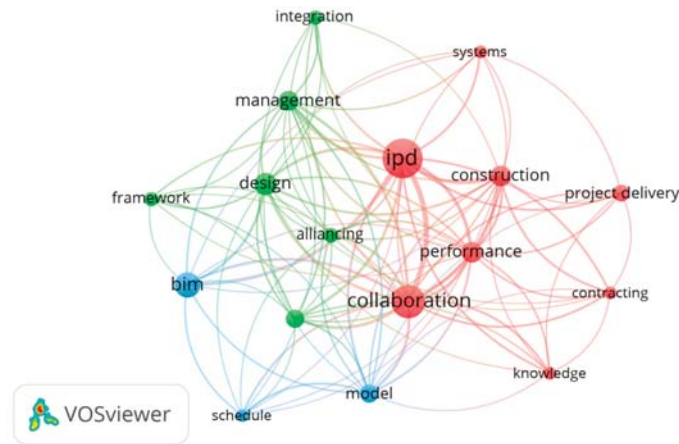 integration
systems
management
ipd
construction
design
project delivery
framework
alliancing
performance
bim
collaboration
contracting
knowledge
model
schedule
VOSviewer